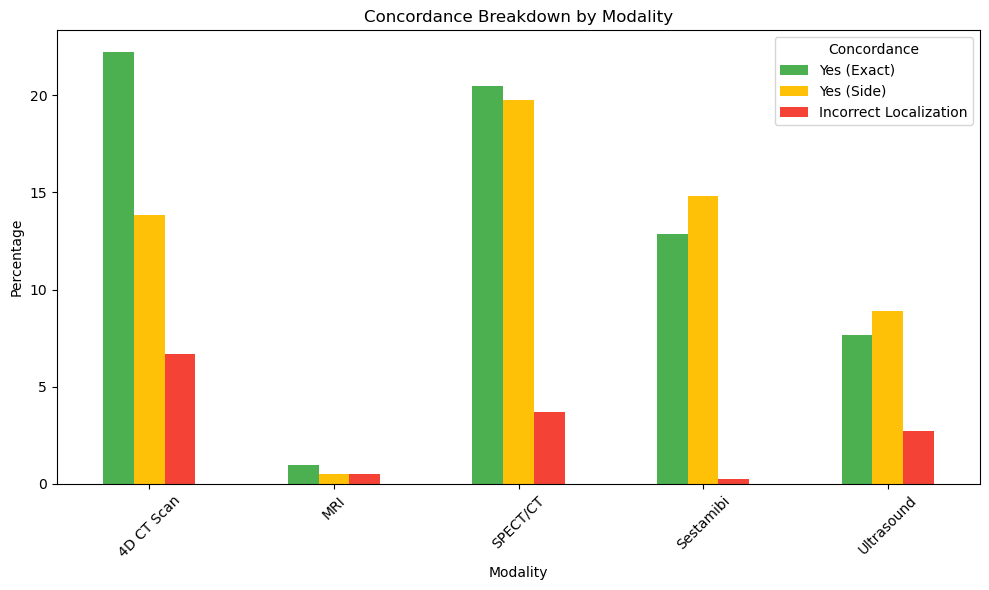 Concordance Breakdown by Modality
Concordance
Yes (Exact)
Yes (Side)
Incorrect Localization
Percentage
20
15
10
5
0
4D CT Scan
MRI
SPECT/CT
Sestamibi
Ultrasound
Modality